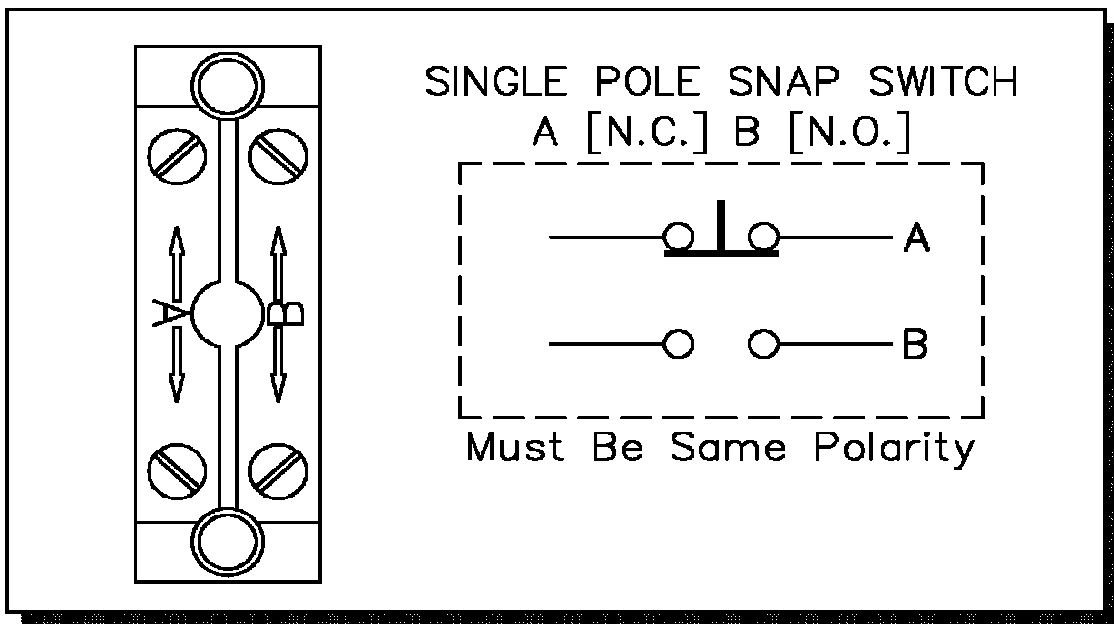 SINGLE POLE SNAP SWITCH
A [N.C.] B [N.O.]
A
B
A
B
Must Be Same Polarity